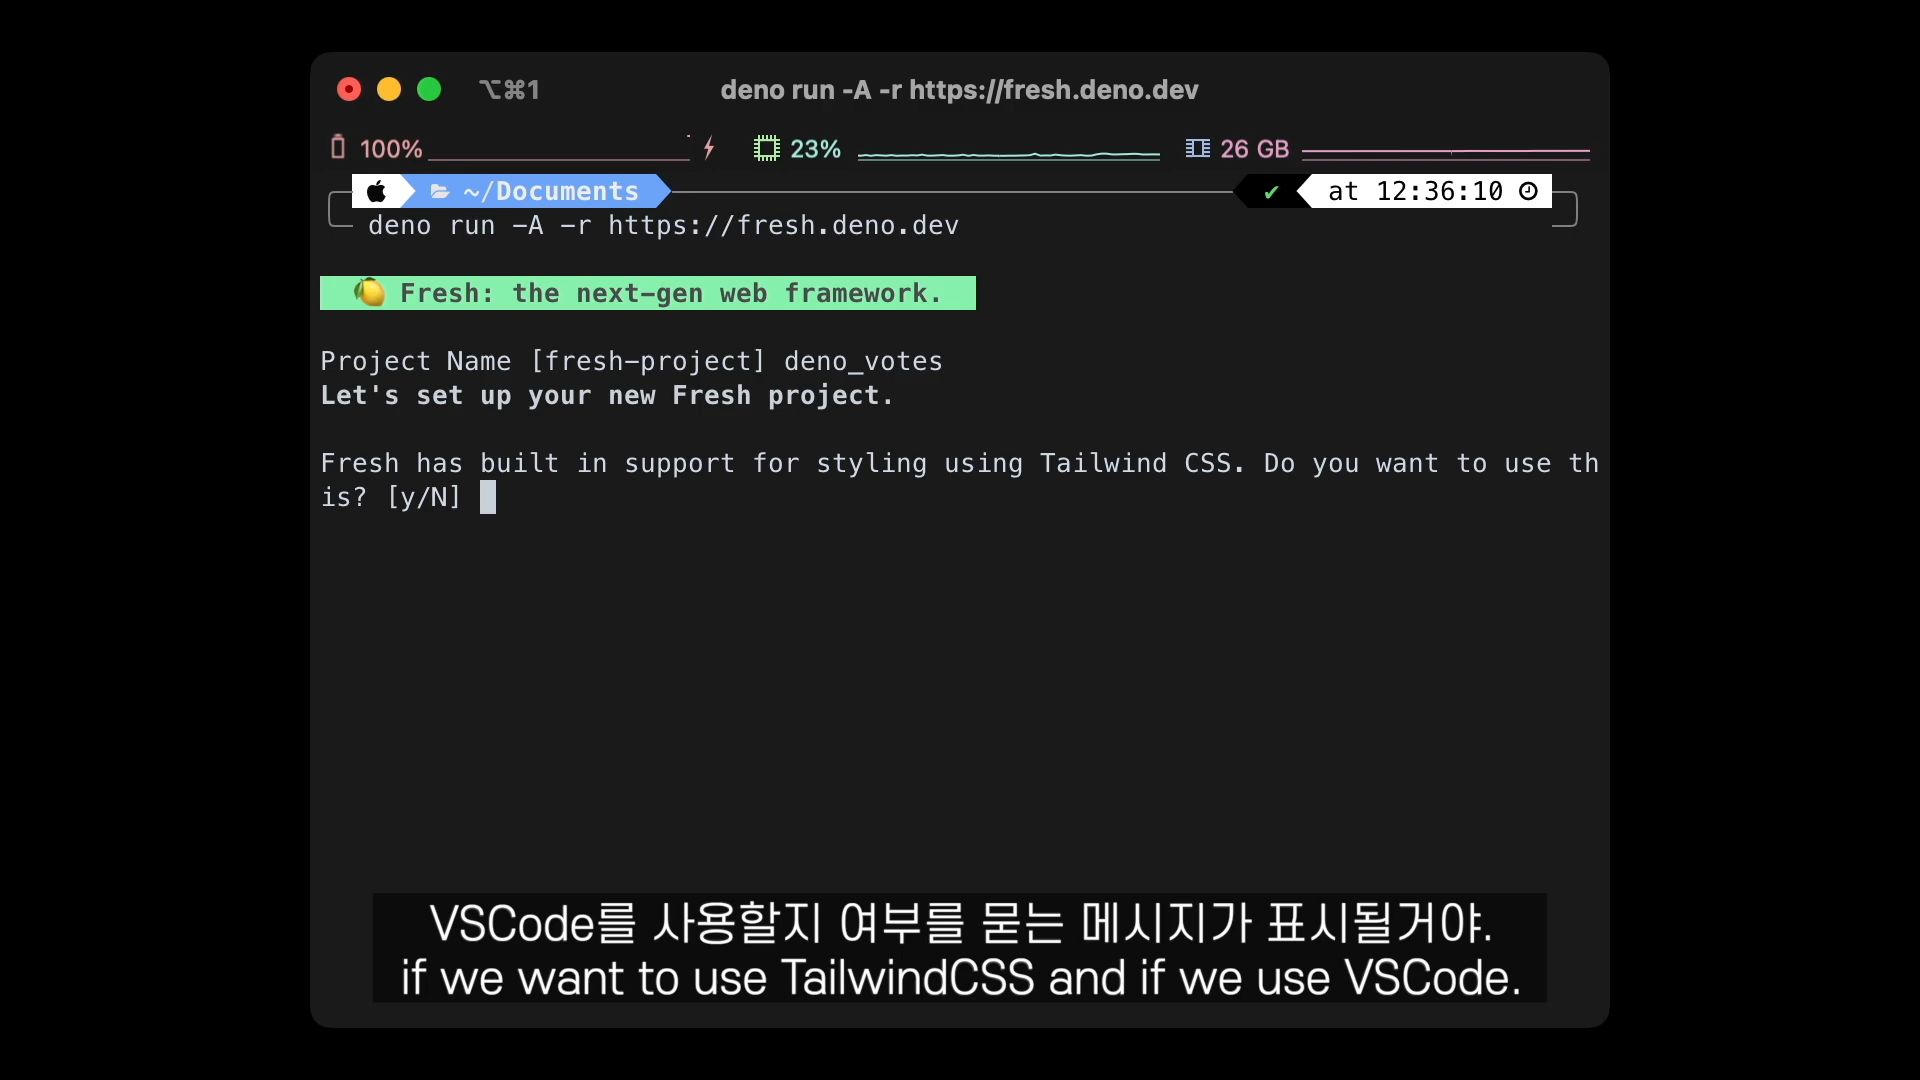 ⌥⌘1 deno run -A -r https://fresh.deno.dev
100% 23% 26 GB
~/Documents ✔ at 12:36:10
deno run -A -r https://fresh.deno.dev
🍋 Fresh: the next-gen web framework.
Project Name [fresh-project] deno_votes
Let's set up your new Fresh project.
Fresh has built in support for styling using Tailwind CSS. Do you want to use th
is? [y/N]
VSCode를 사용할지 여부를 묻는 메시지가 표시될거야.
if we want to use TailwindCSS and if we use VSCode.